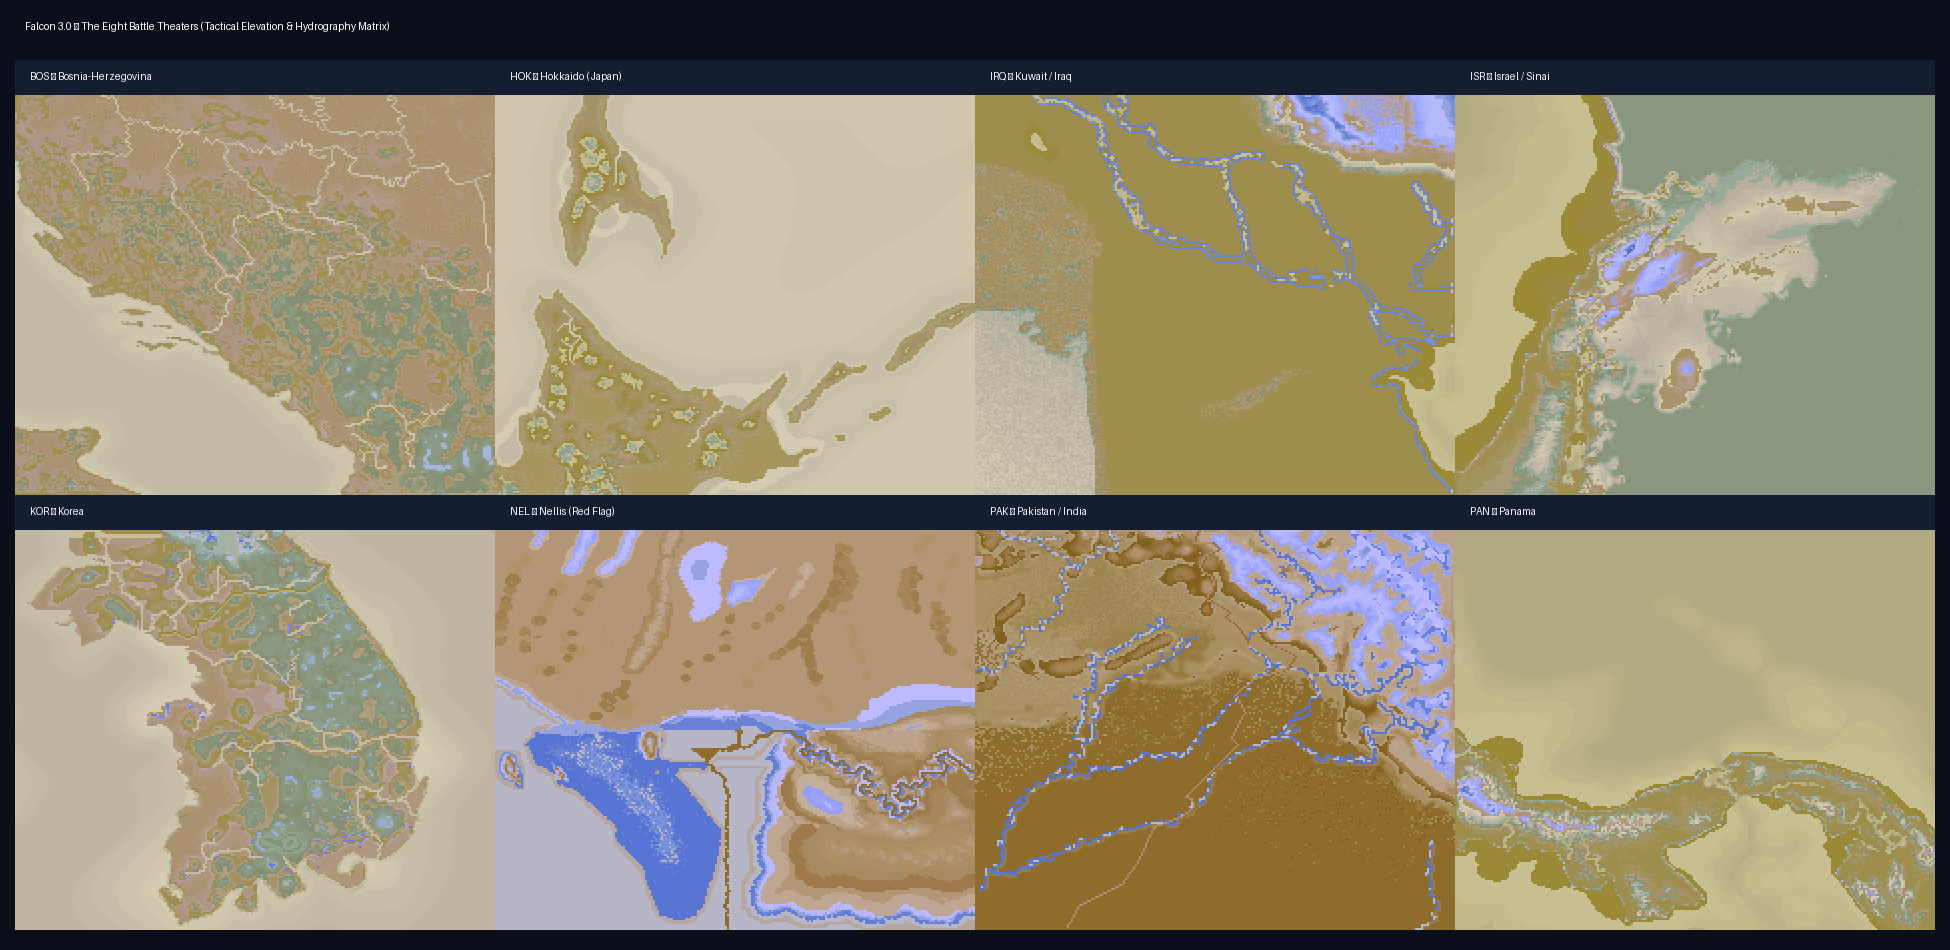 Falcon 3.0 ▯ The Eight Battle Theaters (Tactical Elevation & Hydrography Matrix)
BOS ▯ Bosnia-Herzegovina
HOK ▯ Hokkaido (Japan)
IRQ ▯ Kuwait / Iraq
ISR ▯ Israel / Sinai
KOR ▯ Korea
NEL ▯ Nellis (Red Flag)
PAK ▯ Pakistan / India
PAN ▯ Panama